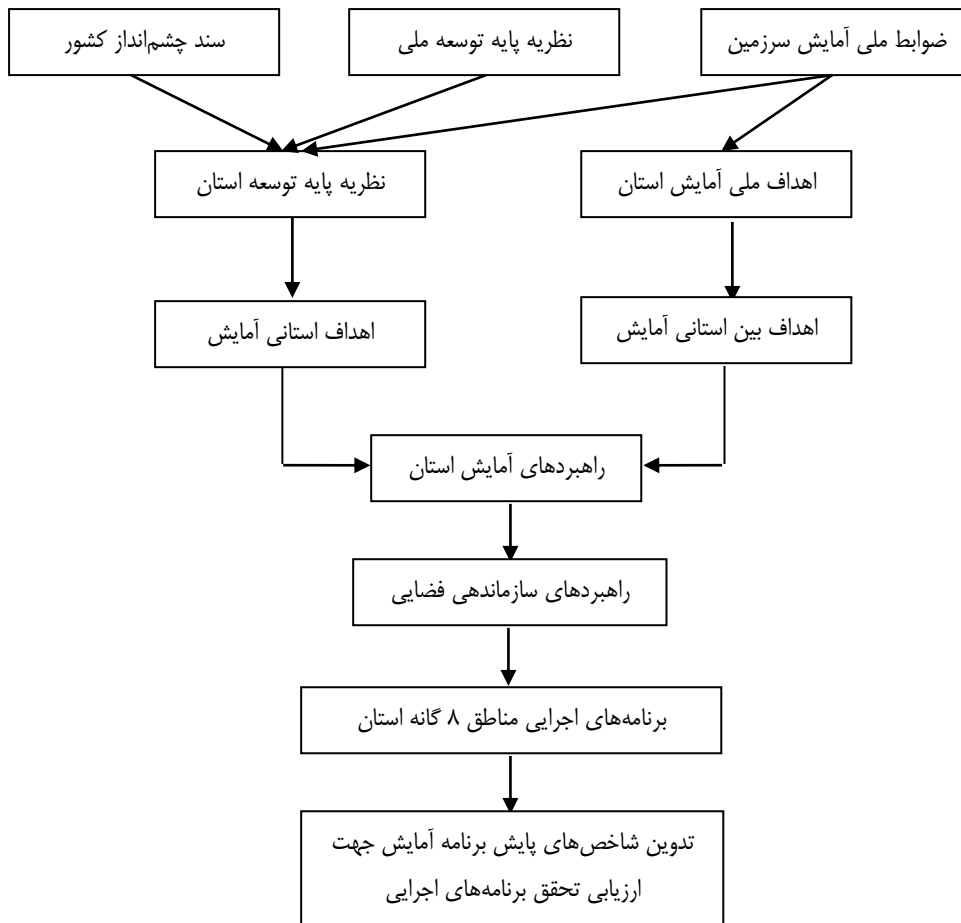 ضوابط ملی آمایش سرزمین
نظریه پایه توسعه ملی
سند چشم‌انداز کشور
اهداف ملی آمایش استان
نظریه پایه توسعه استان
اهداف بین استانی آمایش
اهداف استانی آمایش
راهبردهای آمایش استان
راهبردهای سازماندهی فضایی
برنامه‌های اجرایی مناطق ۸ گانه استان
تدوین شاخص‌های پایش برنامه آمایش جهت
ارزیابی تحقق برنامه‌های اجرایی